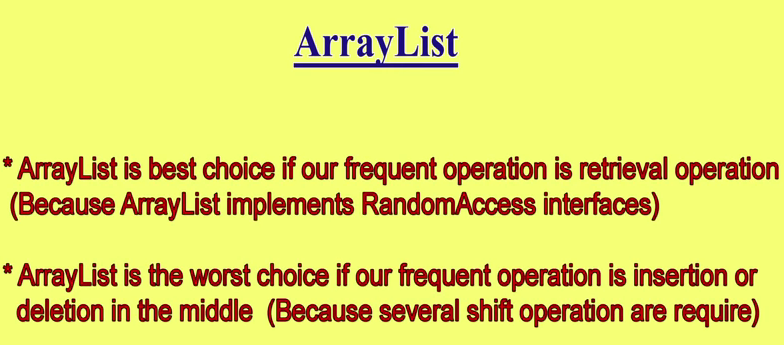 ArrayList
* ArrayList is best choice if our frequent operation is retrieval operation
(Because ArrayList implements RandomAccess interfaces)
* ArrayList is the worst choice if our frequent operation is insertion or
deletion in the middle (Because several shift operation are require)